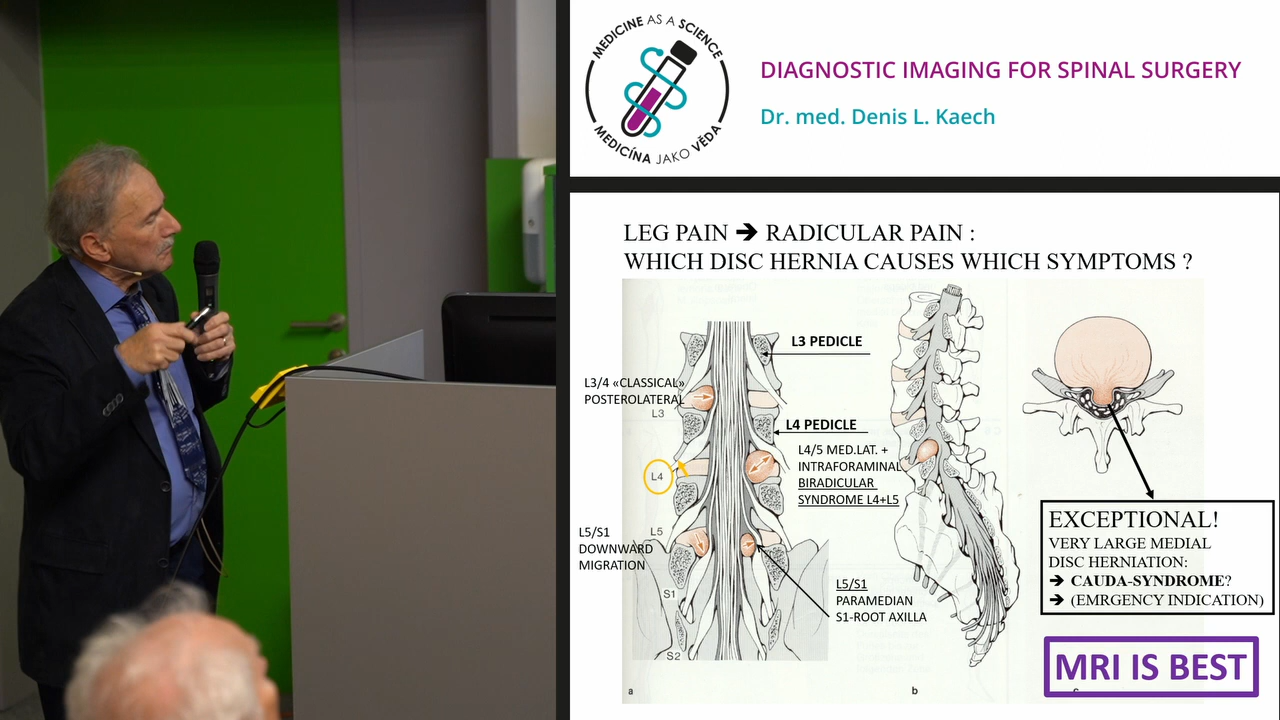 MEDICINE AS A SCIENCE
MEDICÍNA JAKO VĚDA
DIAGNOSTIC IMAGING FOR SPINAL SURGERY
Dr. med. Denis L. Kaech
LEG PAIN ➔ RADICULAR PAIN :
WHICH DISC HERNIA CAUSES WHICH SYMPTOMS ?
L3 PEDICLE
L3/4 «CLASSICAL»
POSTEROLATERAL
L3
L4 PEDICLE
L4/5 MED.LAT. +
INTRAFORAMINAL
BIRADICULAR
SYNDROME L4+L5
L4
L5/S1
DOWNWARD
MIGRATION
L5
S1
S2
L5/S1
PARAMEDIAN
S1-ROOT AXILLA
EXCEPTIONAL!
VERY LARGE MEDIAL
DISC HERNIATION:
➔ CAUDA-SYNDROME?
➔ (EMRGENCY INDICATION)
MRI IS BEST
a
b
c